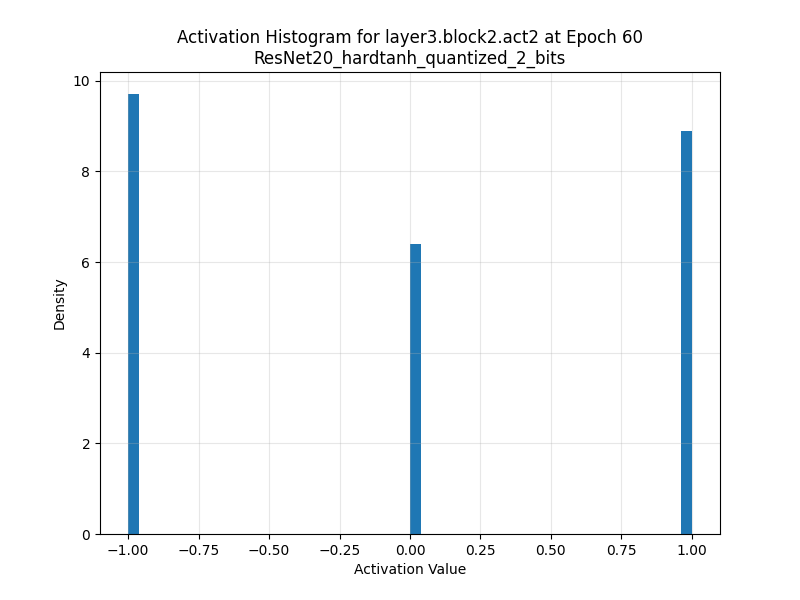 Activation Histogram for layer3.block2.act2 at Epoch 60
ResNet20_hardtanh_quantized_2_bits
10
8
6
4
2
0
Density
−1.00 −0.75 −0.50 −0.25 0.00 0.25 0.50 0.75 1.00
Activation Value